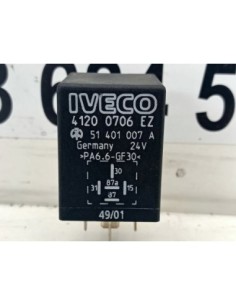 IVECO
4120 0706 EZ
51 401 007 A
Germany 24V
>PA6.6-GF30<
30
31 87a 15
87
49/01